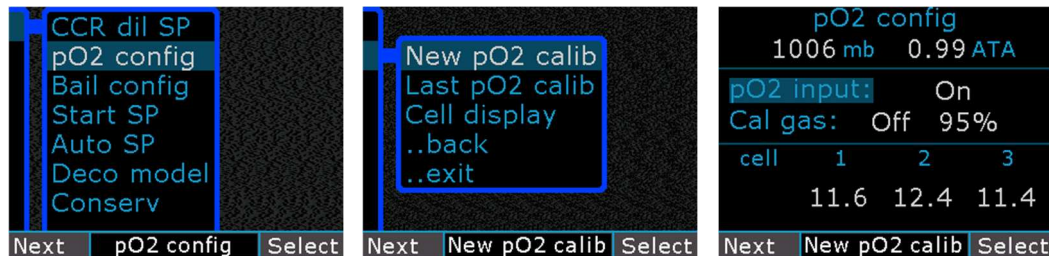 CCR dil SP
pO2 config
Bail config
Start SP
Auto SP
Deco model
Conserv
Next pO2 config Select
New pO2 calib
Last pO2 calib
Cell display
..back
..exit
Next New pO2 calib Select
pO2 config
1006 mb 0.99 ATA
pO2 input: On
Cal gas: Off 95%
cell 1 2 3
11.6 12.4 11.4
Next New pO2 calib Select